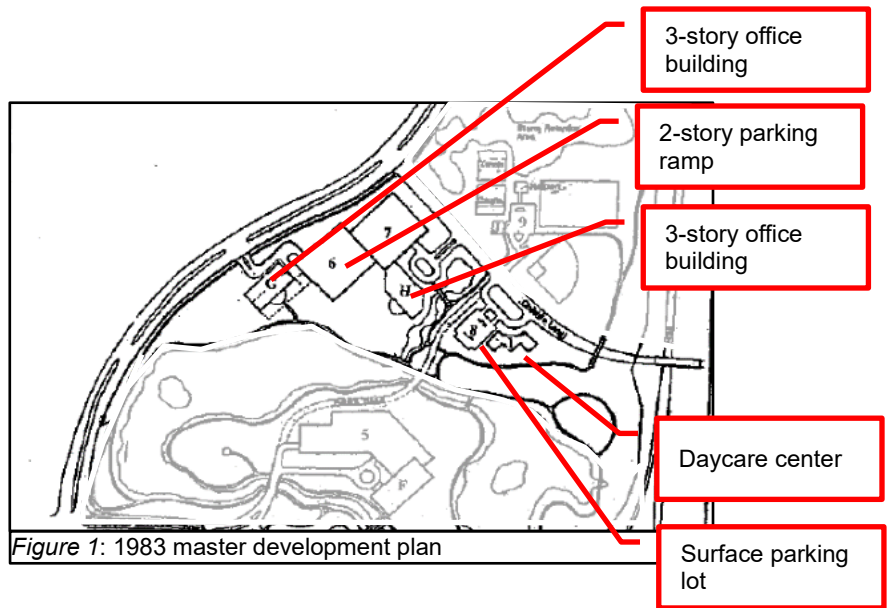 3-story office
building
2-story parking
ramp
3-story office
building
7
6
9
H
8
5
Daycare center
Surface parking
lot
Figure 1: 1983 master development plan